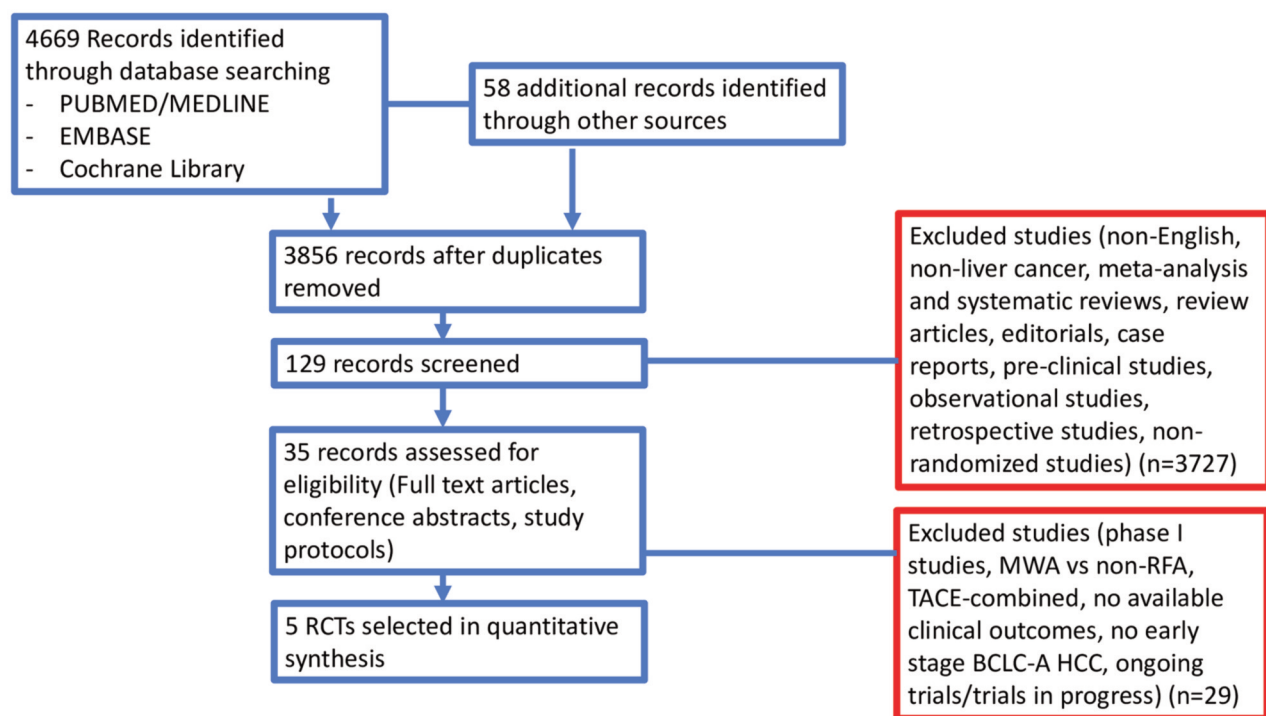 4669 Records identified
through database searching
- PUBMED/MEDLINE
- EMBASE
- Cochrane Library
58 additional records identified
through other sources
3856 records after duplicates
removed
129 records screened
Excluded studies (non-English,
non-liver cancer, meta-analysis
and systematic reviews, review
articles, editorials, case
reports, pre-clinical studies,
observational studies,
retrospective studies, non-
randomized studies) (n=3727)
35 records assessed for
eligibility (Full text articles,
conference abstracts, study
protocols)
Excluded studies (phase I
studies, MWA vs non-RFA,
TACE-combined, no available
clinical outcomes, no early
stage BCLC-A HCC, ongoing
trials/trials in progress) (n=29)
5 RCTs selected in quantitative
synthesis